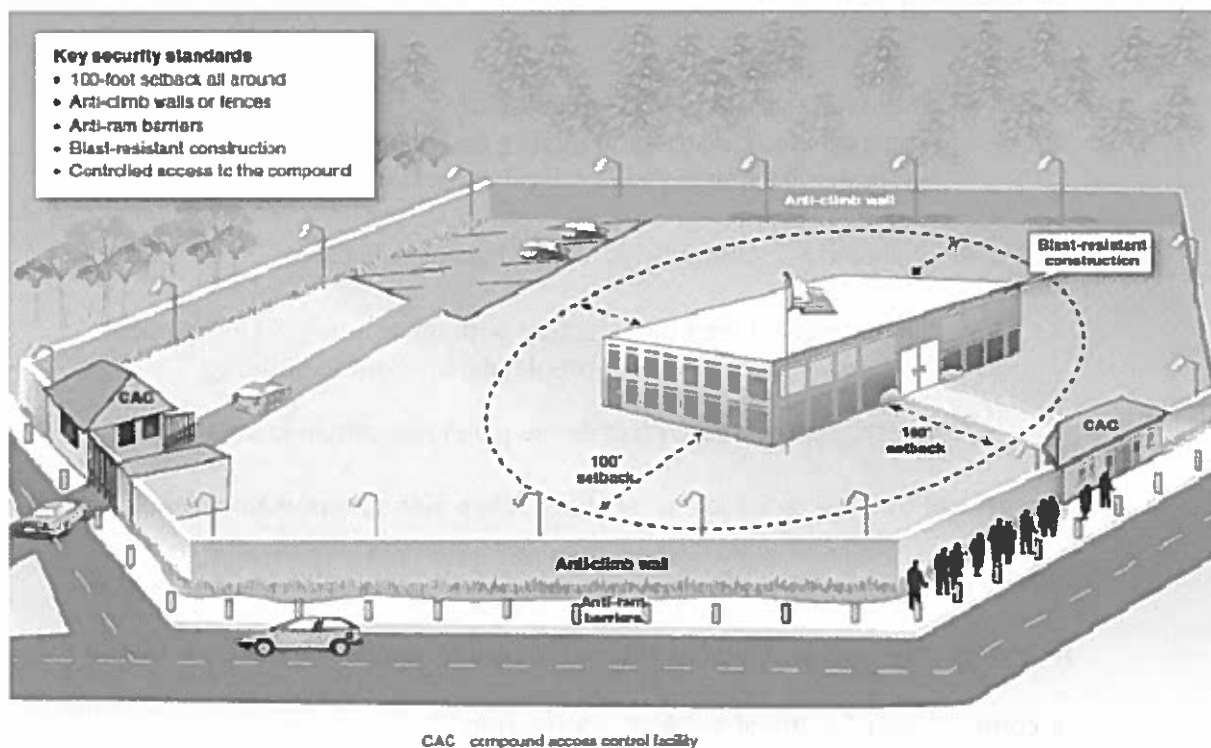 Key security standards
• 100-foot setback all around
• Anti-climb walls or fences
• Anti-ram barriers
• Blast-resistant construction
• Controlled access to the compound
Anti-climb wall
Blast-resistant
construction
CAC
CAC
100'
setback
100'
setback
Anti-climb wall
Anti-ram
barriers
CAC compound access control facility